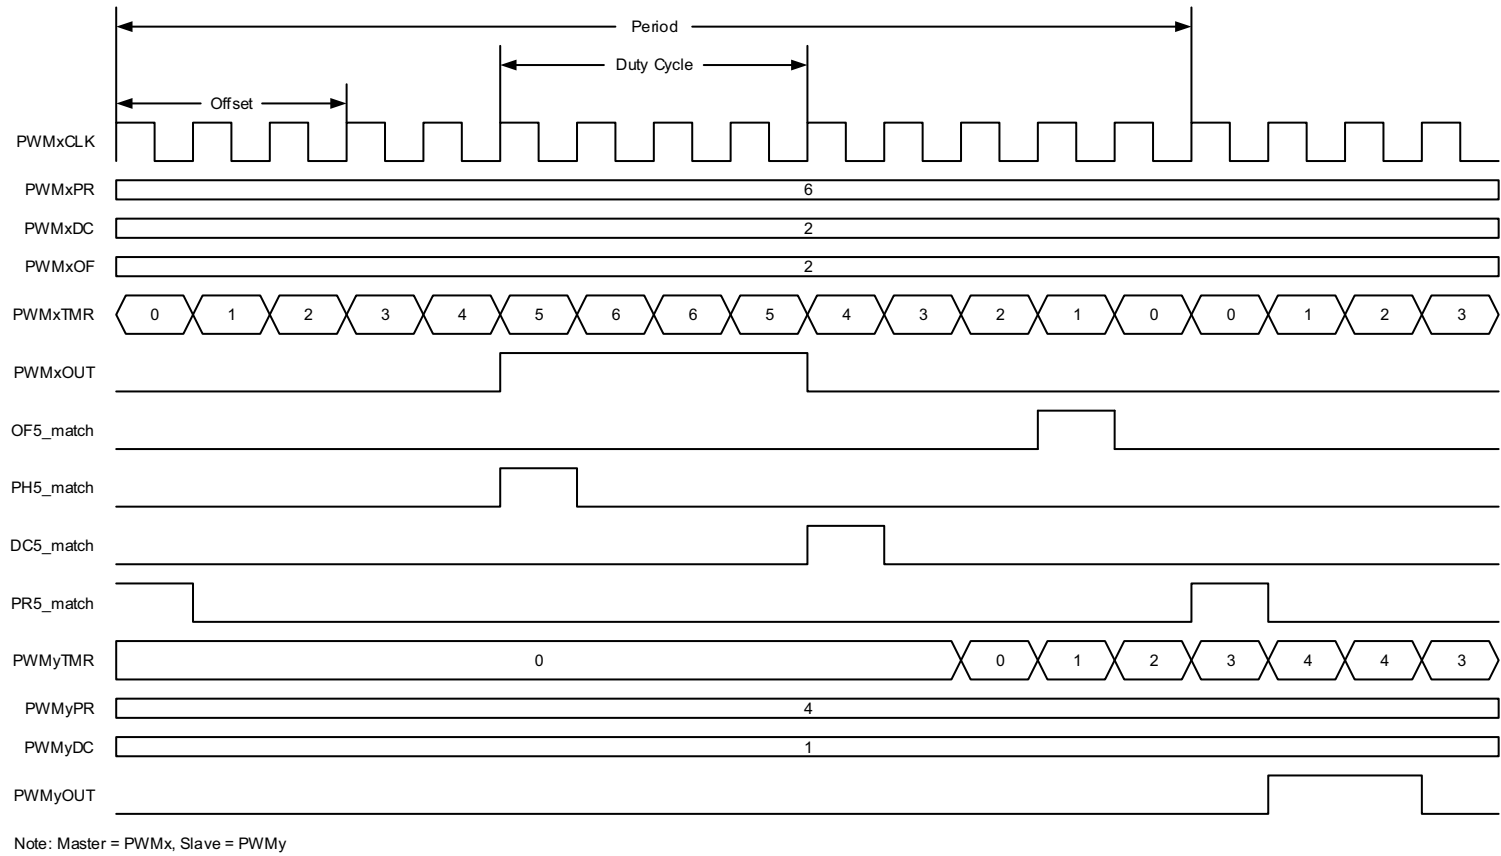 Period
Duty Cycle
Offset
PWMxCLK
PWMxPR 6
PWMxDC 2
PWMxOF 2
PWMxTMR 0 1 2 3 4 5 6 6 5 4 3 2 1 0 0 1 2 3
PWMxOUT
OF5_match
PH5_match
DC5_match
PR5_match
PWMyTMR 0 0 1 2 3 4 4 3
PWMyPR 4
PWMyDC 1
PWMyOUT
Note: Master = PWMx, Slave = PWMy